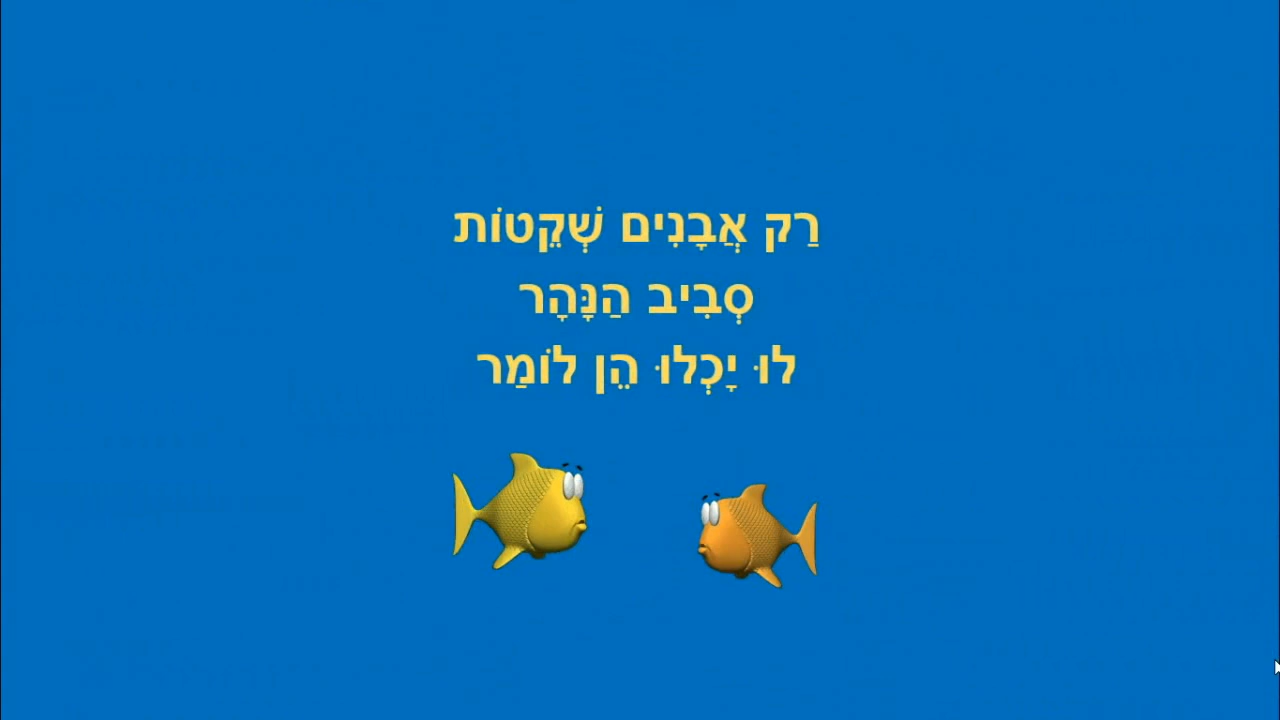 רַק אֲבָנִים שְׁקֵטוֹת
סְבִיב הַנָּהָר
לוּ יָכְלוּ הֵן לוֹמַר